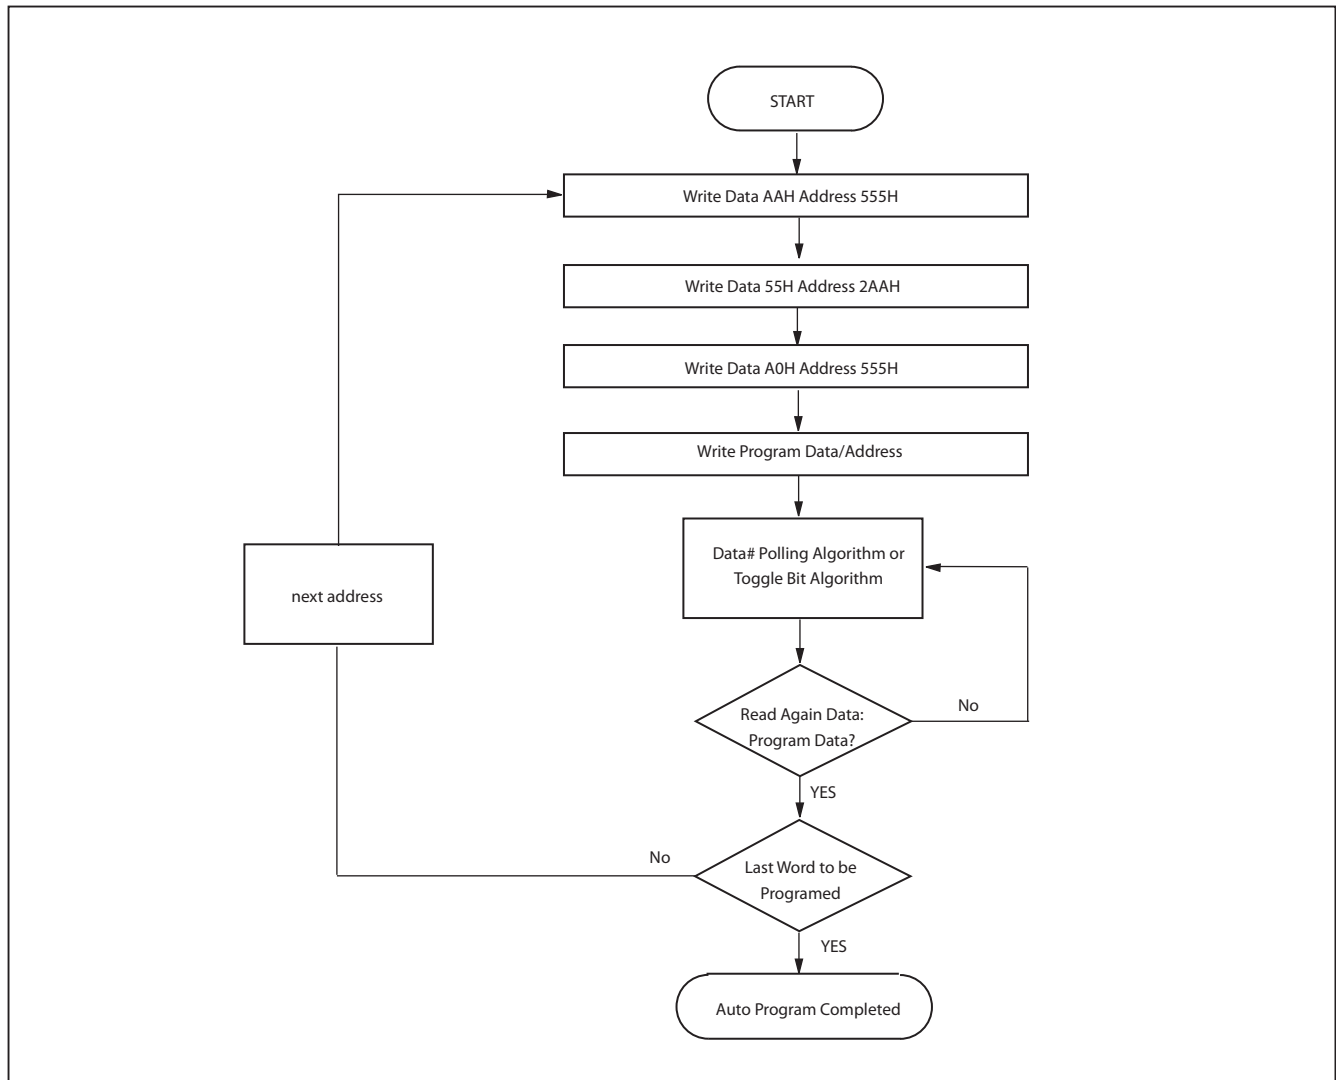 START
Write Data AAH Address 555H
Write Data 55H Address 2AAH
Write Data A0H Address 555H
Write Program Data/Address
Data# Polling Algorithm or
Toggle Bit Algorithm
next address
Read Again Data:
Program Data?
No
YES
No
Last Word to be
Programed
YES
Auto Program Completed